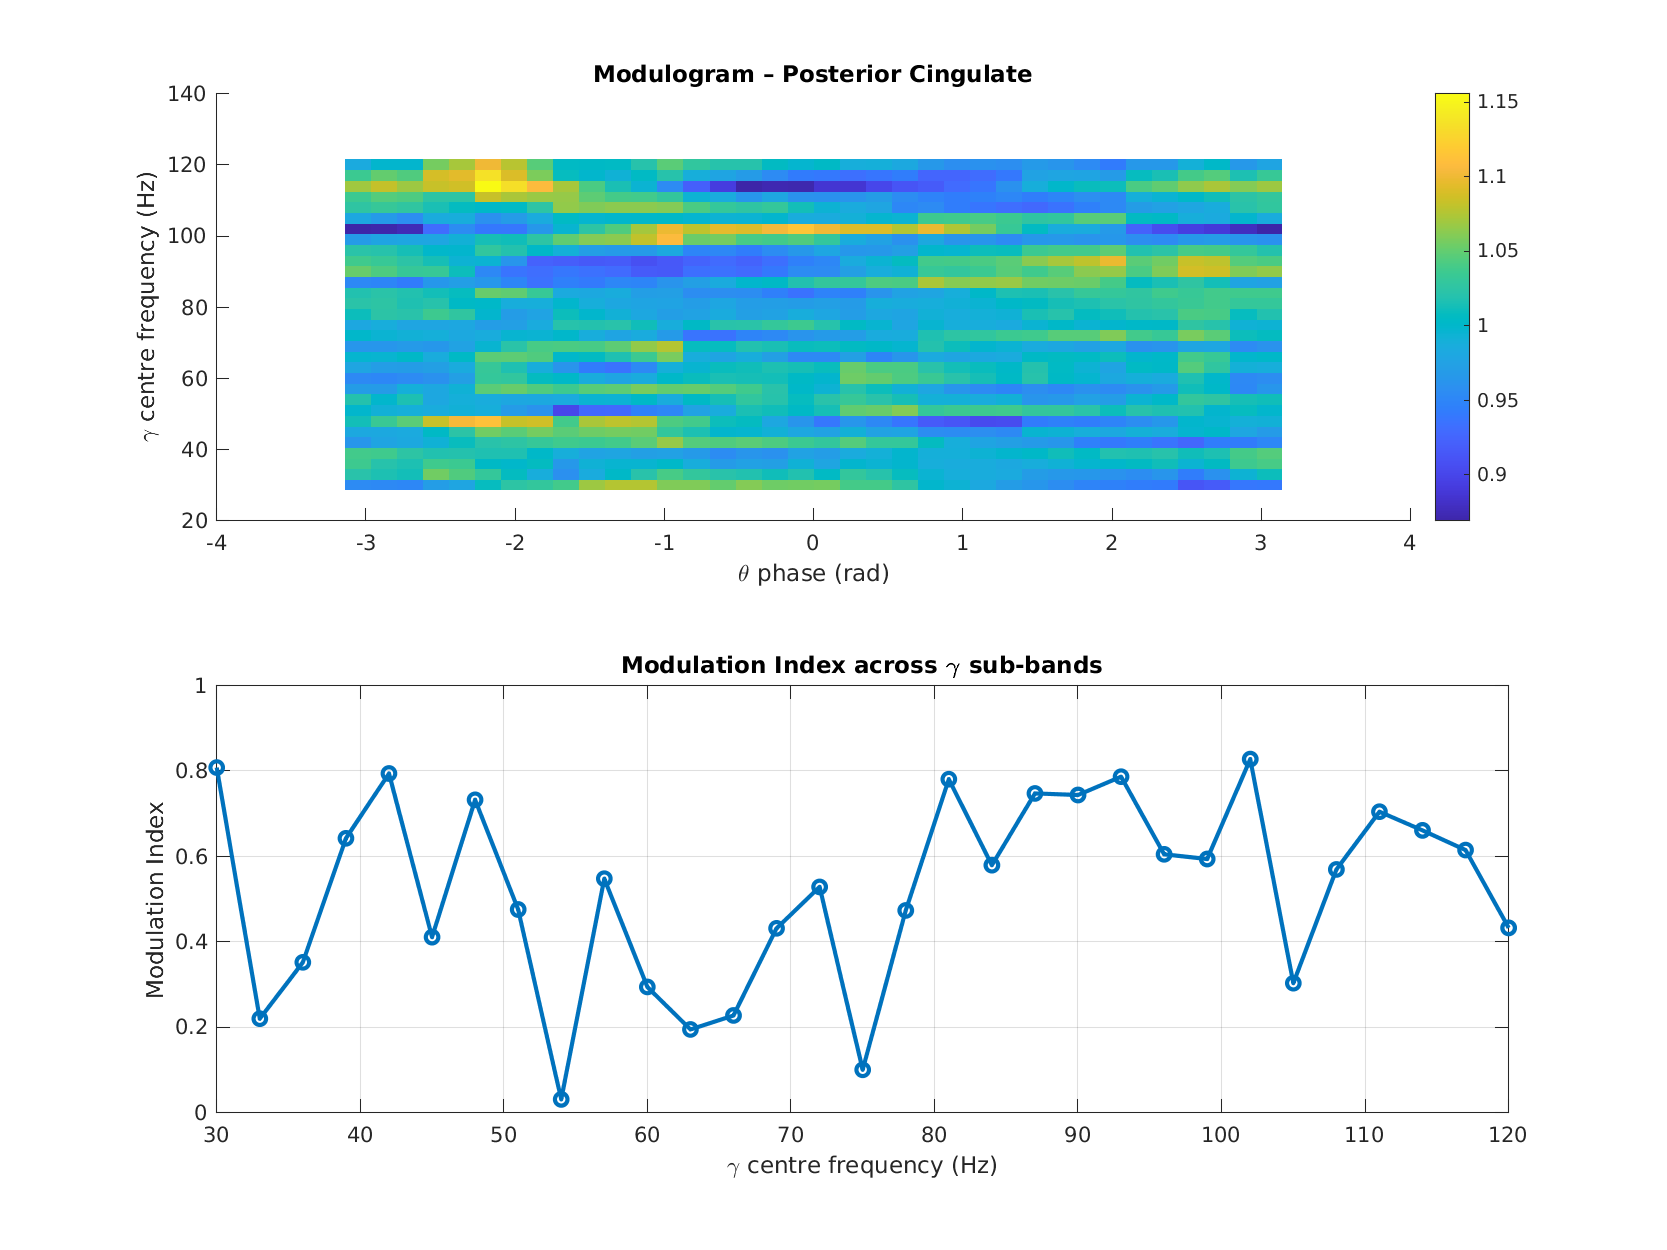 Modulogram – Posterior Cingulate
140
120
100
80
60
40
20
γ centre frequency (Hz)
-4 -3 -2 -1 0 1 2 3 4
θ phase (rad)
1.15
1.1
1.05
1
0.95
0.9
Modulation Index across γ sub-bands
1
0.8
0.6
0.4
0.2
0
Modulation Index
30 40 50 60 70 80 90 100 110 120
γ centre frequency (Hz)